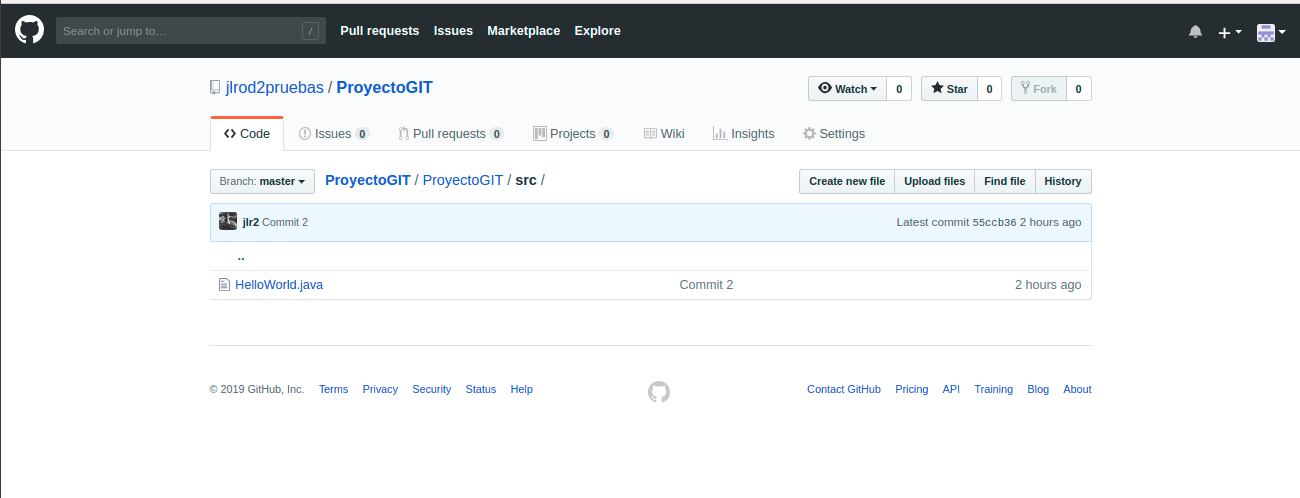 Search or jump to… /
Pull requests Issues Marketplace Explore
jlrod2pruebas / ProyectoGIT
Watch 0 Star 0 Fork 0
Code Issues 0 Pull requests 0 Projects 0 Wiki Insights Settings
Branch: master ProyectoGIT / ProyectoGIT / src /
Create new file Upload files Find file History
jlr2 Commit 2 Latest commit 55ccb36 2 hours ago
..
HelloWorld.java Commit 2 2 hours ago
© 2019 GitHub, Inc. Terms Privacy Security Status Help Contact GitHub Pricing API Training Blog About